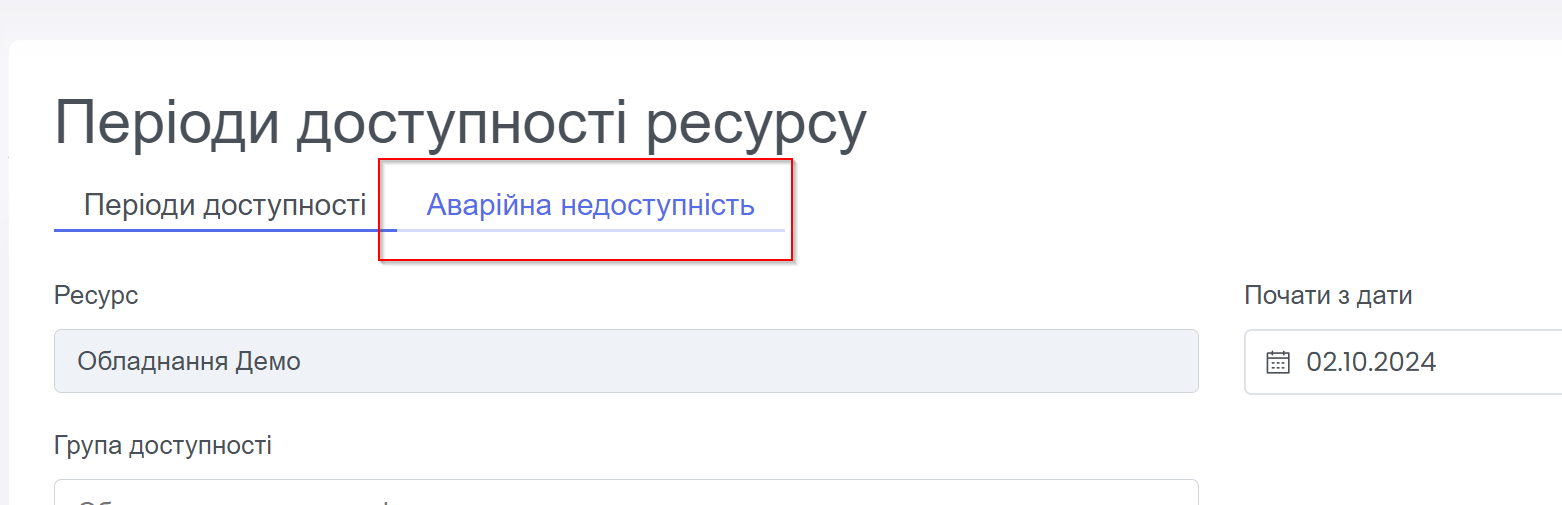 Періоди доступності ресурсу
Періоди доступності Аварійна недоступність
Ресурс Почати з дати
Обладнання Демо 02.10.2024
Група доступності